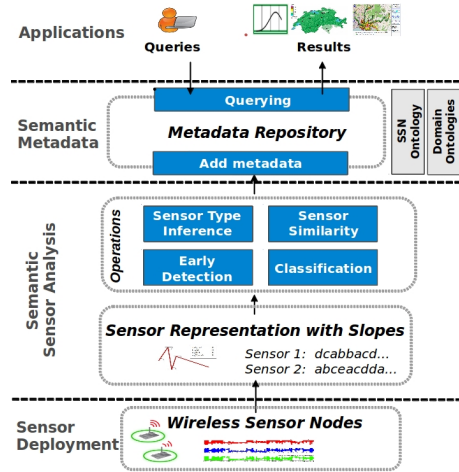 Applications
Queries
Results
Semantic
Metadata
Querying
Metadata Repository
Add metadata
SSN
Ontology
Domain
Ontologies
Semantic
Sensor Analysis
Operations
Sensor Type
Inference
Sensor
Similarity
Early
Detection
Classification
Sensor Representation with Slopes
Sensor 1: dcabbacd...
Sensor 2: abceacdda...
Sensor
Deployment
Wireless Sensor Nodes